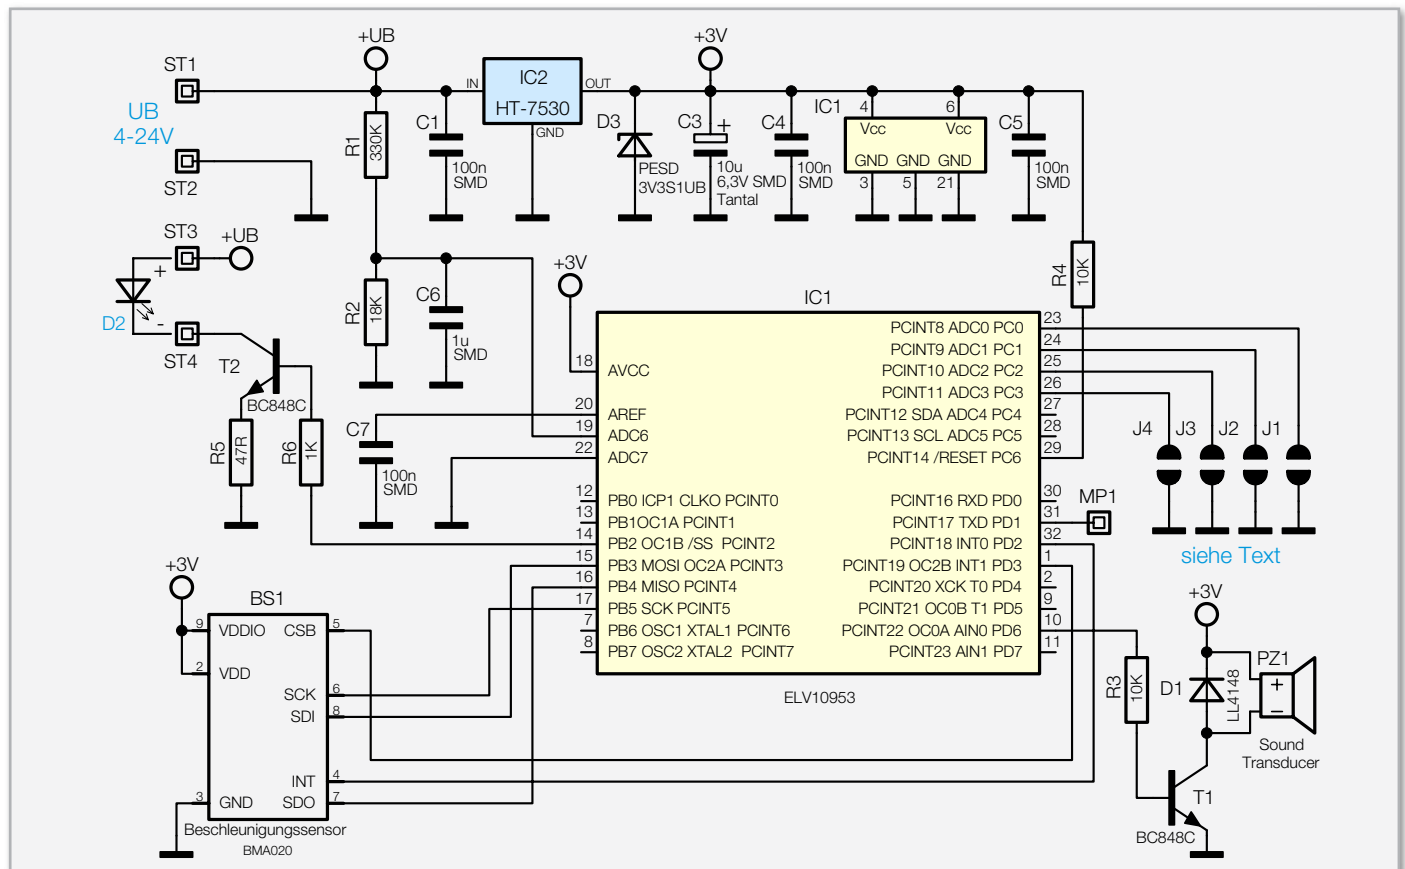 +UB
+3V
ST1
UB
4-24V
ST2
R1
330K
C1
100n
SMD
IN
IC2
HT-7530
OUT
GND
D3
PESD
3V3S1UB
C3
+
10u
6,3V SMD
Tantal
C4
100n
SMD
IC1
4
6
Vcc
Vcc
GND GND GND
3
5
21
C5
100n
SMD
ST3
+UB
+
D2
-
ST4
T2
BC848C
R5
47R
R6
1K
R2
18K
C6
1u
SMD
C7
100n
SMD
+3V
IC1
R4
10K
18
AVCC
20
AREF
19
ADC6
22
ADC7
12
PB0 ICP1 CLKO PCINT0
13
PB1OC1A PCINT1
14
PB2 OC1B /SS PCINT2
15
PB3 MOSI OC2A PCINT3
16
PB4 MISO PCINT4
17
PB5 SCK PCINT5
7
PB6 OSC1 XTAL1 PCINT6
8
PB7 OSC2 XTAL2 PCINT7
PCINT8 ADC0 PC0
23
PCINT9 ADC1 PC1
24
PCINT10 ADC2 PC2
25
PCINT11 ADC3 PC3
26
PCINT12 SDA ADC4 PC4
27
PCINT13 SCL ADC5 PC5
28
PCINT14 /RESET PC6
29
PCINT16 RXD PD0
30
PCINT17 TXD PD1
31
PCINT18 INT0 PD2
32
PCINT19 OC2B INT1 PD3
1
PCINT20 XCK T0 PD4
2
PCINT21 OC0B T1 PD5
9
PCINT22 OC0A AIN0 PD6
10
PCINT23 AIN1 PD7
11
ELV10953
J4 J3 J2 J1
siehe Text
MP1
+3V
BS1
9
VDDIO
2
VDD
3
GND
CSB
5
SCK
6
SDI
8
INT
4
SDO
7
Beschleunigungssensor
BMA020
R3
10K
+3V
D1
LL4148
PZ1
+
−
Sound
Transducer
T1
BC848C